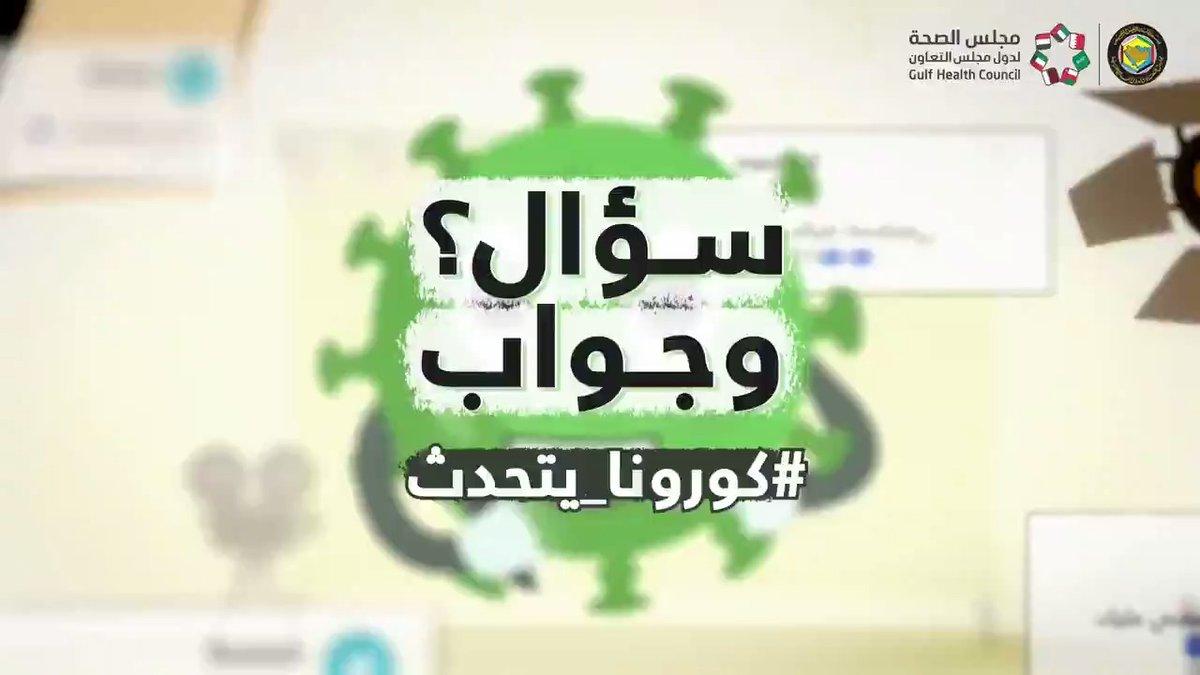 مجلس الصحة
لدول مجلس التعاون
Gulf Health Council
سؤال؟
وجواب
#كورونا_يتحدث